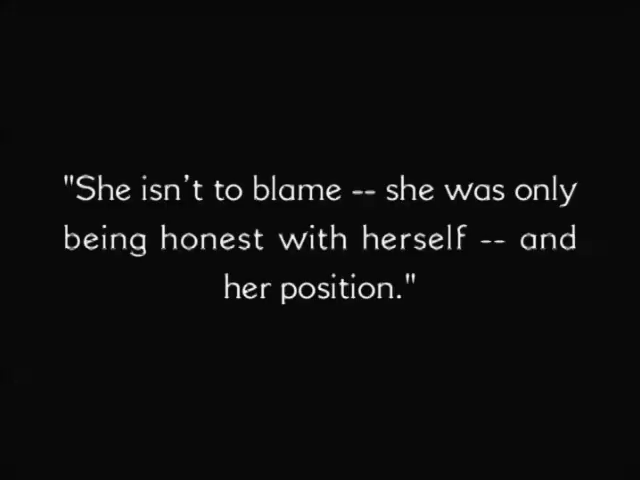 "She isn't to blame -- she was only
being honest with herself -- and
her position."